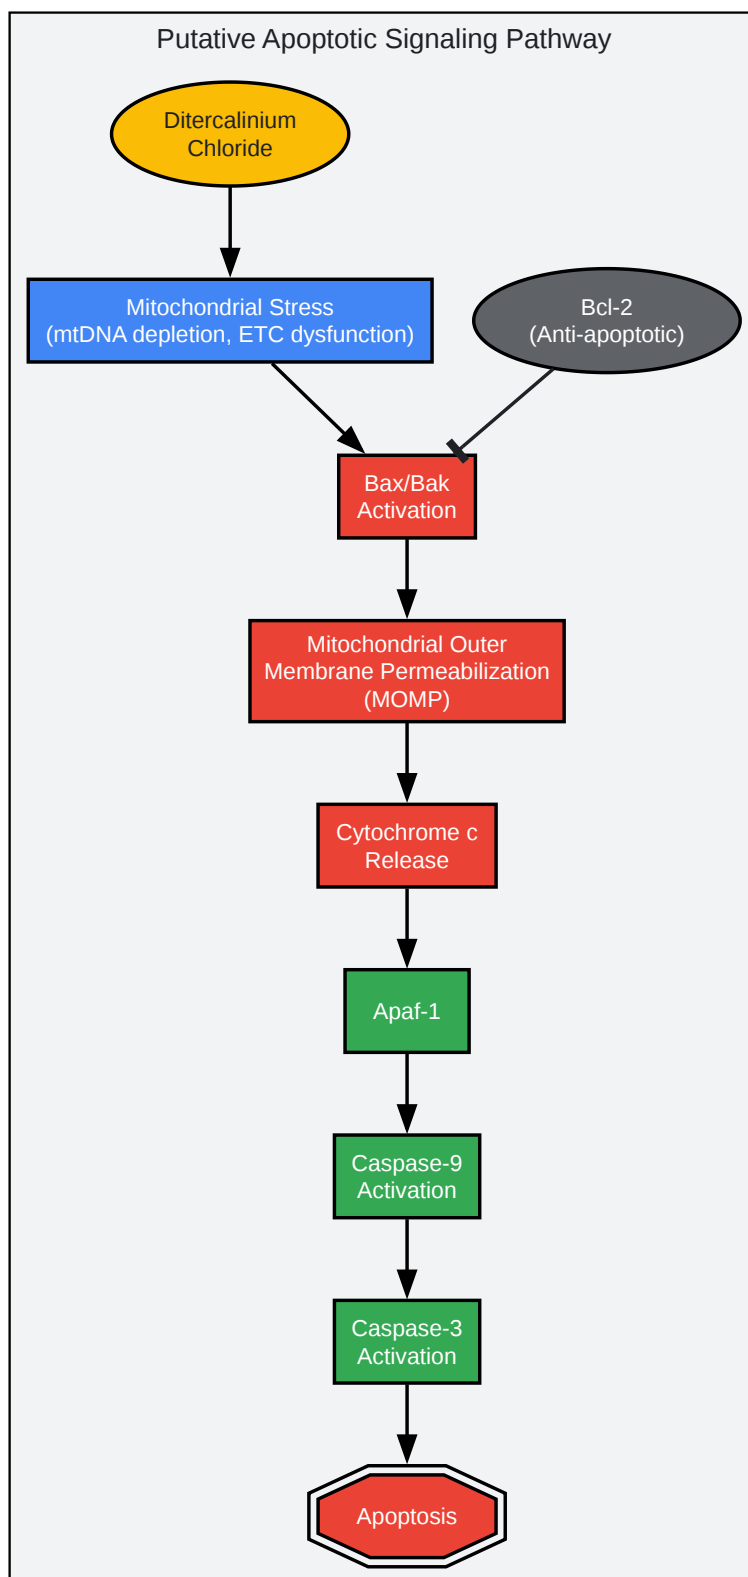 Putative Apoptotic Signaling Pathway
Ditercalinium
Chloride
Mitochondrial Stress
(mtDNA depletion, ETC dysfunction)
Bcl-2
(Anti-apoptotic)
Bax/Bak
Activation
Mitochondrial Outer
Membrane Permeabilization
(MOMP)
Cytochrome c
Release
Apaf-1
Caspase-9
Activation
Caspase-3
Activation
Apoptosis